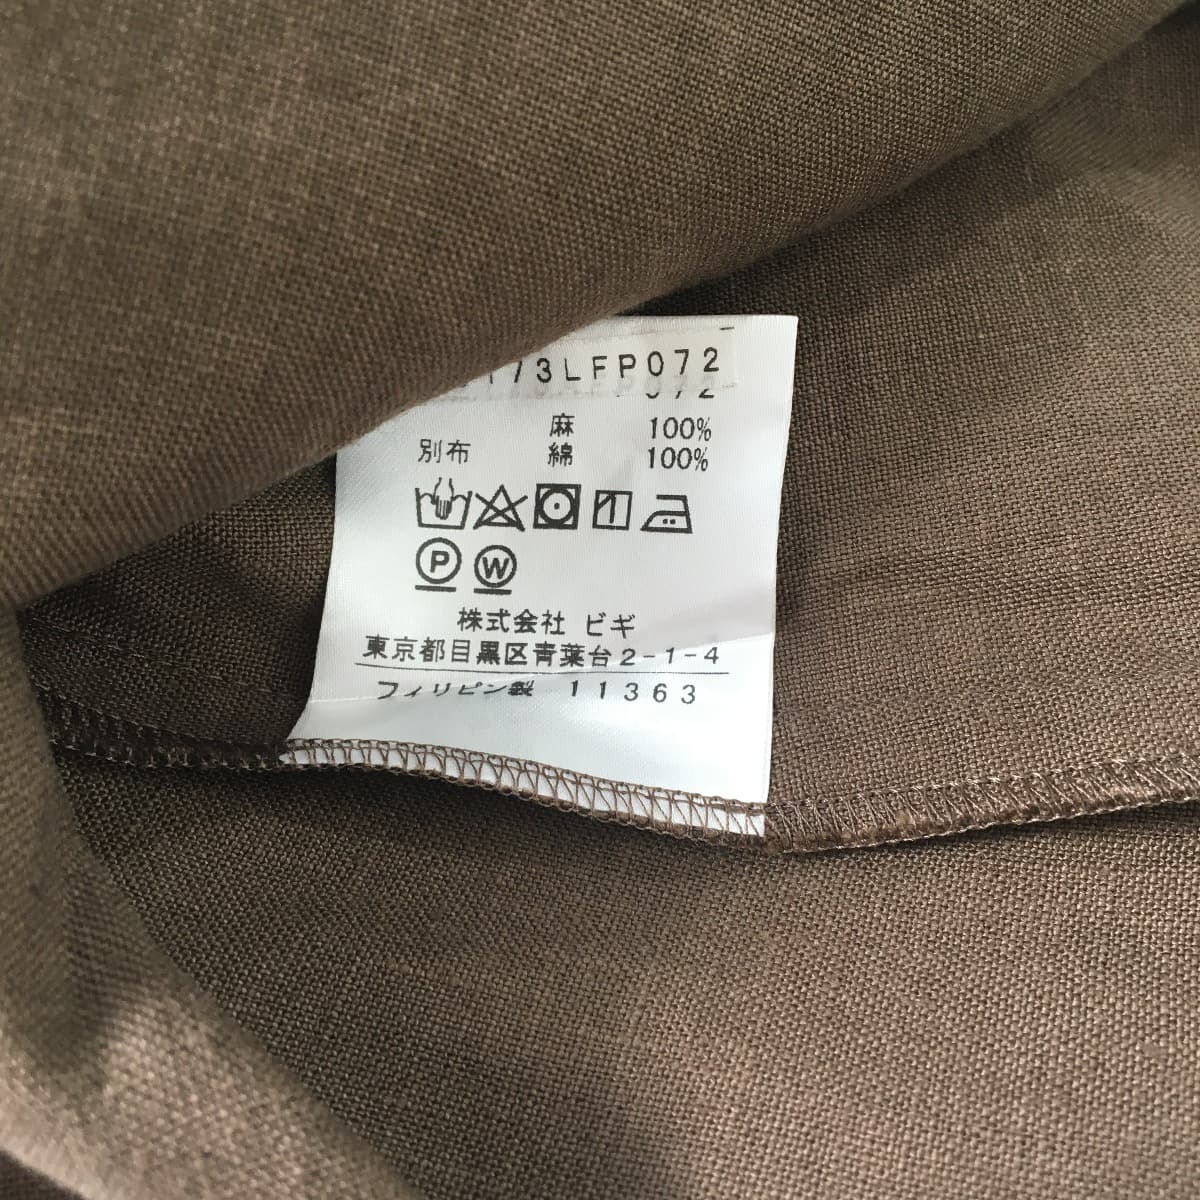 173LFP072
麻 100%
別布 綿 100%
P W
株式会社 ビギ
東京都目黒区青葉台2-1-4
フィリピン製 11363